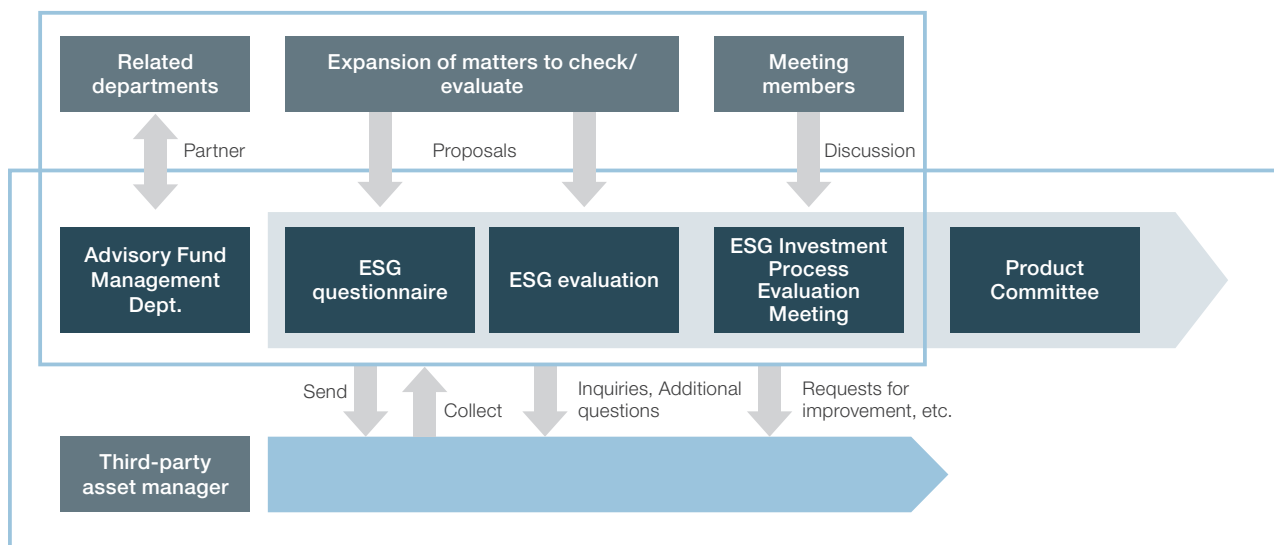 Related
departments
Expansion of matters to check/
evaluate
Meeting
members
Partner
Proposals
Discussion
Advisory Fund
Management
Dept.
ESG
questionnaire
ESG evaluation
ESG Investment
Process
Evaluation
Meeting
Product
Committee
Send
Collect
Inquiries, Additional
questions
Requests for
improvement, etc.
Third-party
asset manager